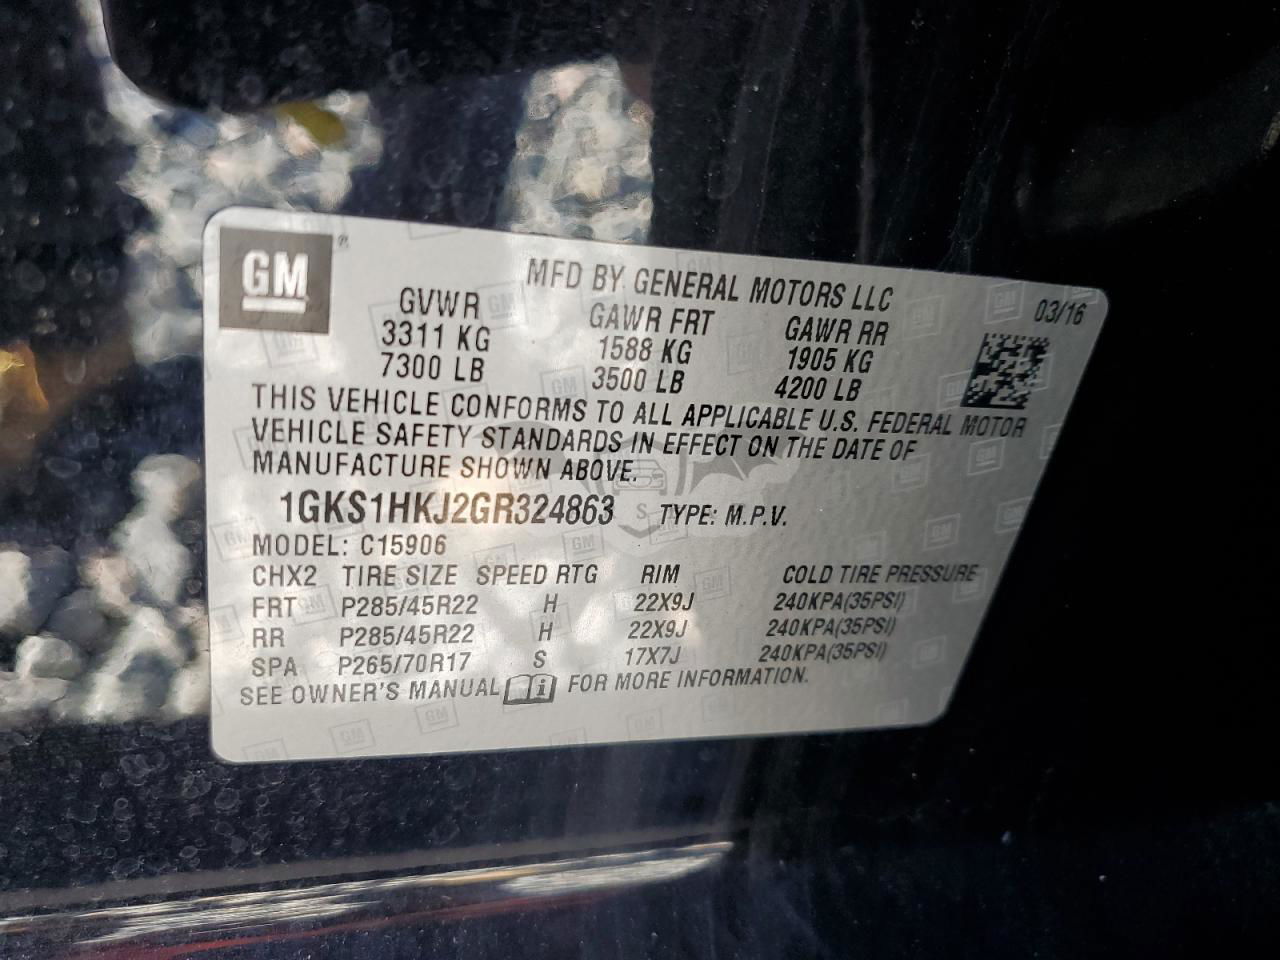 GM ®
MFD BY GENERAL MOTORS LLC
03/16
GVWR GAWR FRT GAWR RR
3311 KG 1588 KG 1905 KG
7300 LB 3500 LB 4200 LB
THIS VEHICLE CONFORMS TO ALL APPLICABLE U.S. FEDERAL MOTOR
VEHICLE SAFETY STANDARDS IN EFFECT ON THE DATE OF
MANUFACTURE SHOWN ABOVE.
1GKS1HKJ2GR324863 S TYPE: M.P.V.
MODEL: C15906
CHX2 TIRE SIZE SPEED RTG RIM COLD TIRE PRESSURE
FRT P285/45R22 H 22X9J 240KPA(35PSI)
RR P285/45R22 H 22X9J 240KPA(35PSI)
SPA P265/70R17 S 17X7J 240KPA(35PSI)
SEE OWNER'S MANUAL i FOR MORE INFORMATION.